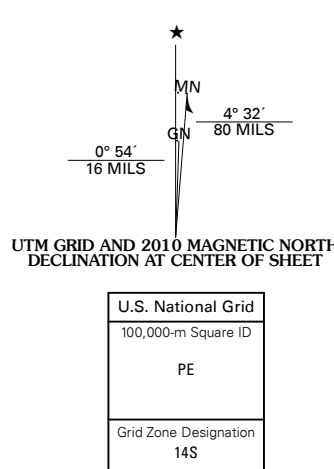 ★
MN
4° 32´
80 MILS
GN
0° 54´
16 MILS
UTM GRID AND 2010 MAGNETIC NORTH
DECLINATION AT CENTER OF SHEET
U.S. National Grid
100,000-m Square ID
PE
Grid Zone Designation
14S